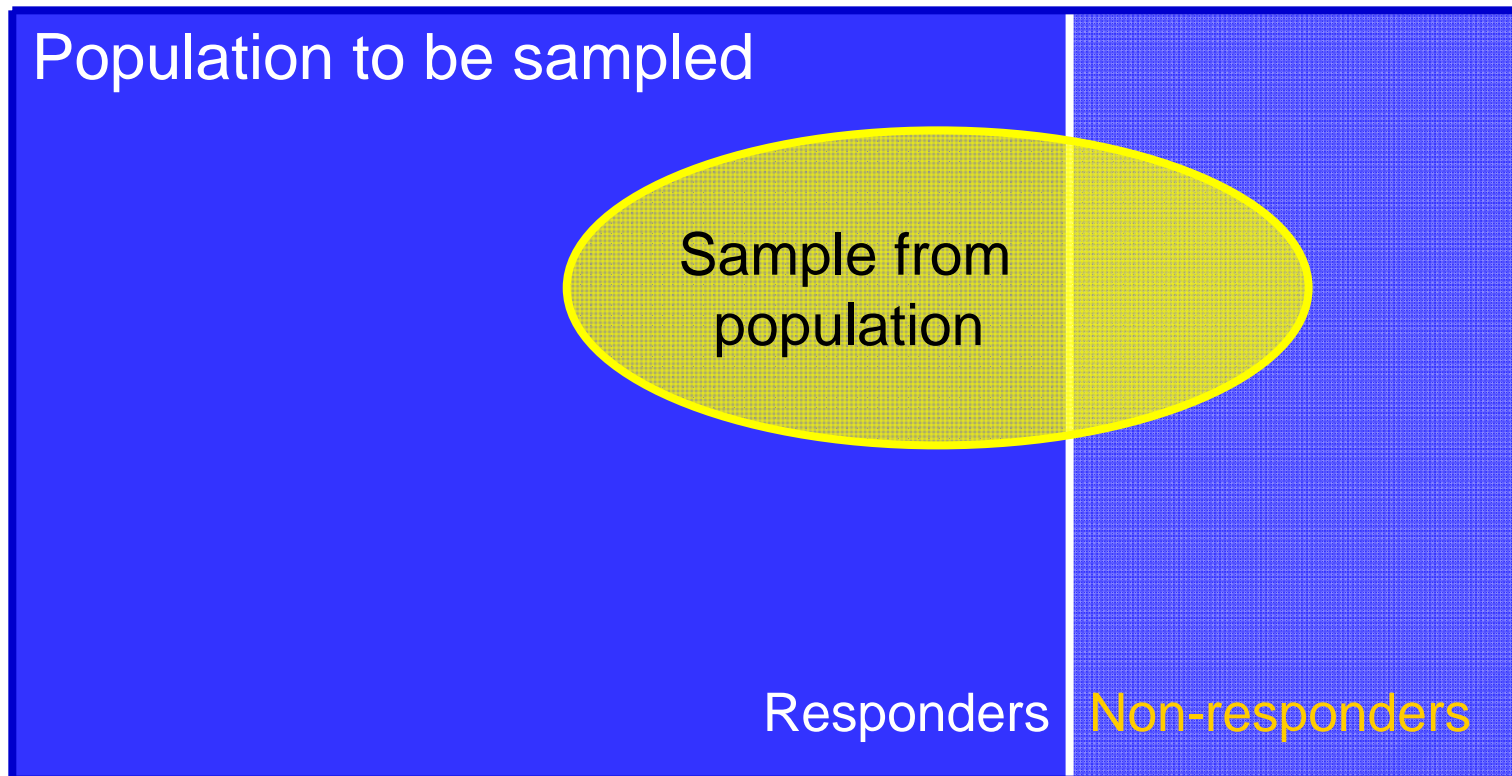 Population to be sampled
Sample from
population
Responders
Non-responders